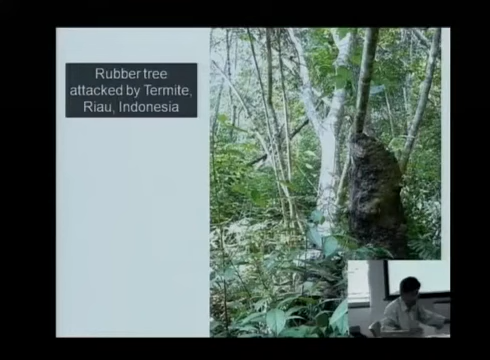 Rubber tree
attacked by Termite,
Riau, Indonesia